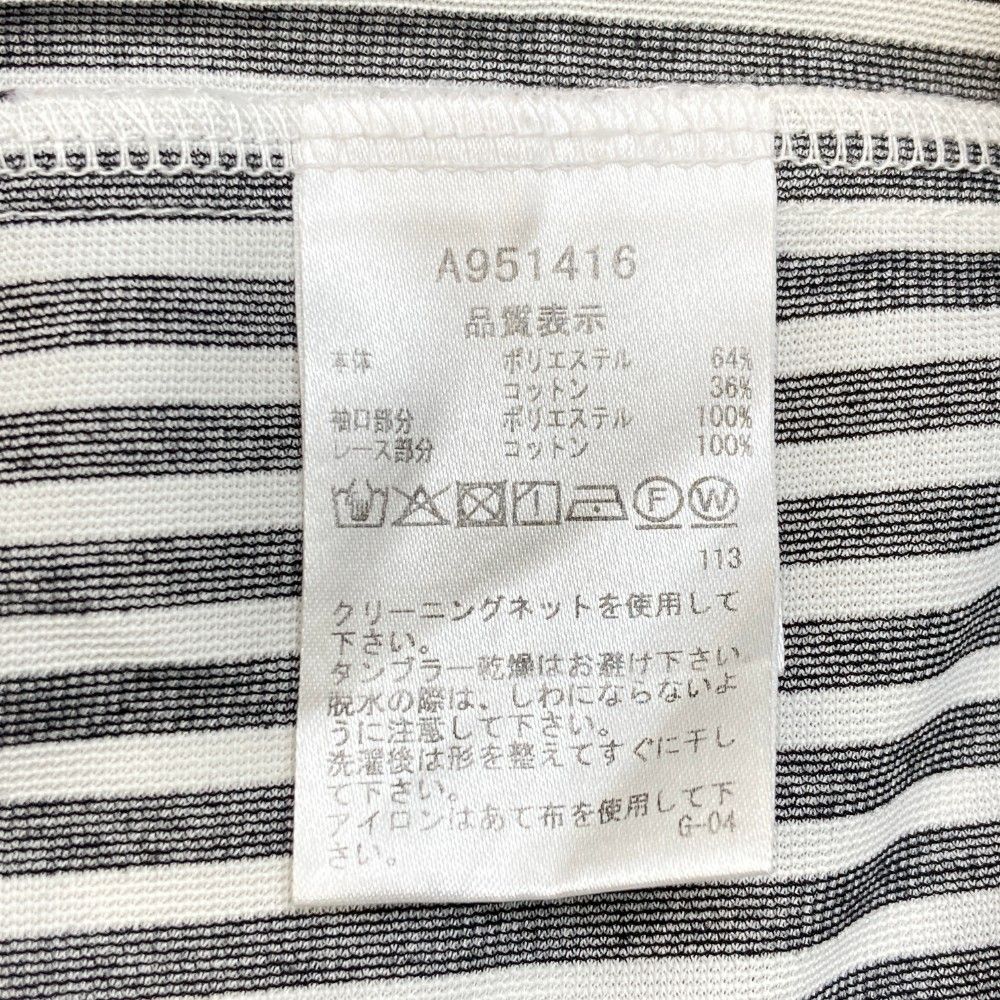 A951416
品質表示
本体 ポリエステル 64%
コットン 36%
袖口部分 ポリエステル 100%
レース部分 コットン 100%
F W
113
クリーニングネットを使用して
下さい。
タンブラー乾燥はお避け下さい
脱水の際は、しわにならないよ
うに注意して下さい。
洗濯後は形を整えてすぐに干し
て下さい。
アイロンはあて布を使用して下
さい。
G-04